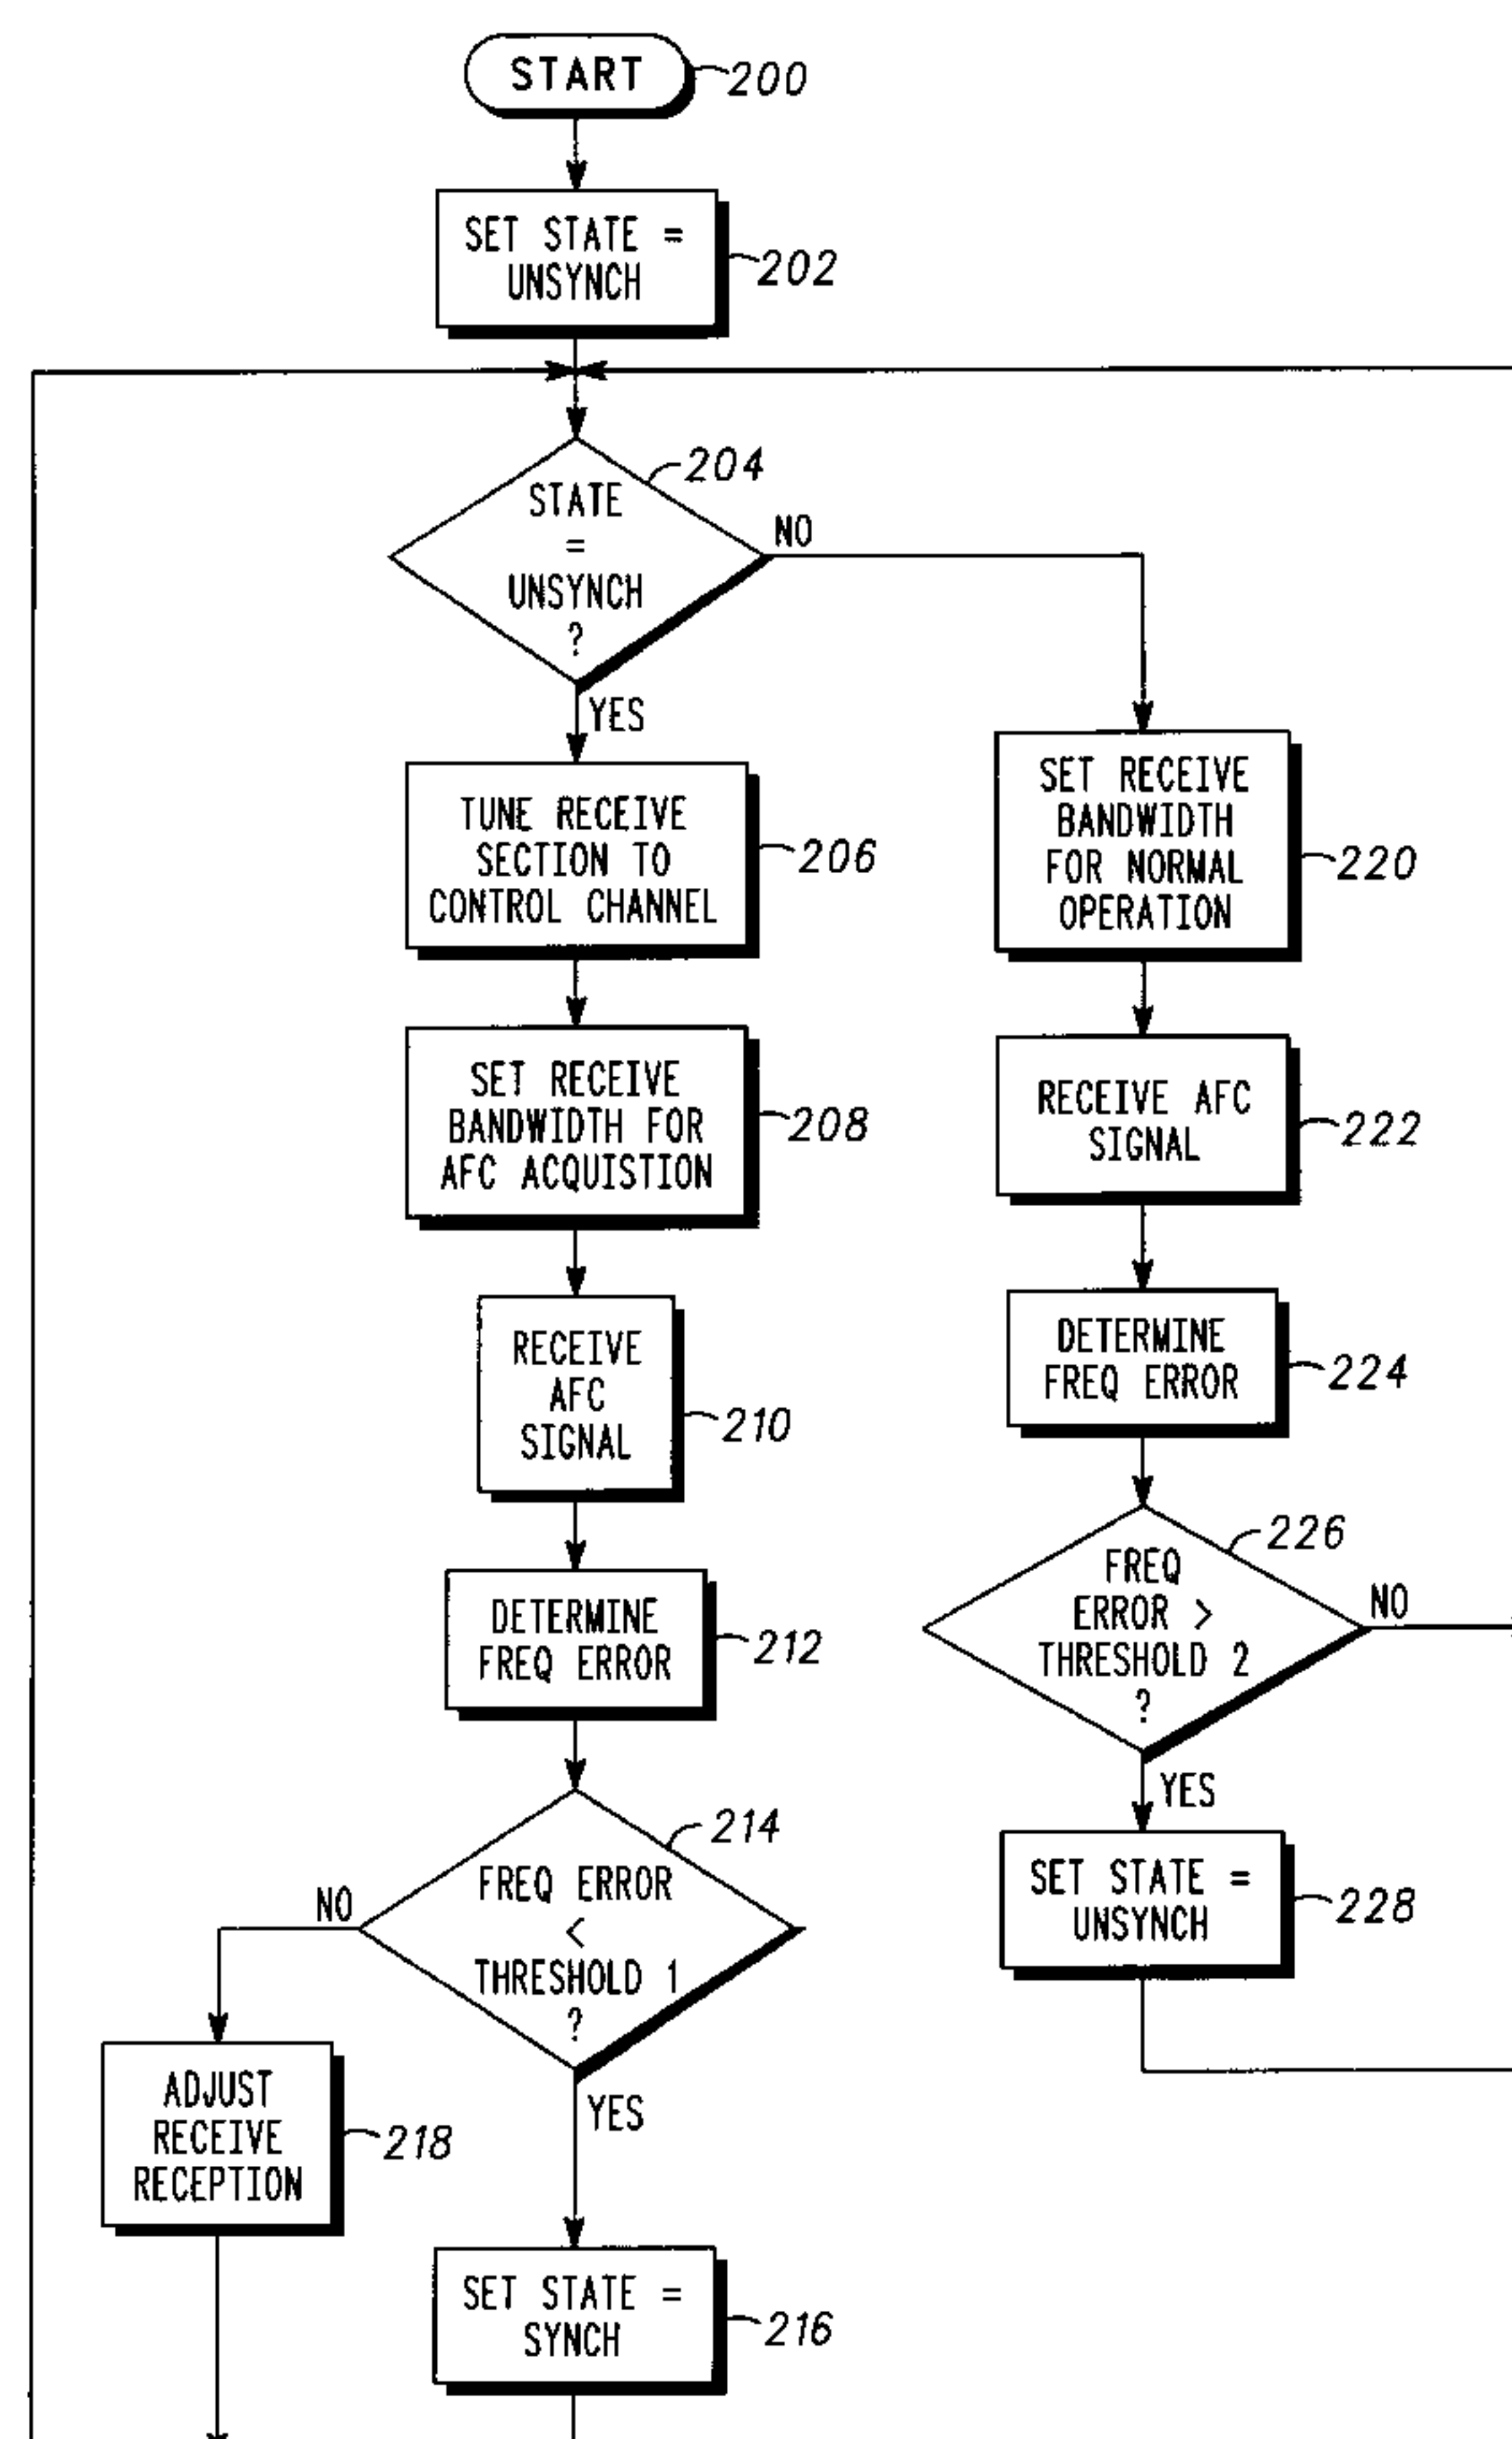 START
200
SET STATE =
UNSYNCH
202
204
STATE
=
UNSYNCH
?
NO
YES
TUNE RECEIVE
SECTION TO
CONTROL CHANNEL
206
SET RECEIVE
BANDWIDTH FOR
AFC ACQUISTION
208
RECEIVE
AFC
SIGNAL
210
DETERMINE
FREQ ERROR
212
214
FREQ ERROR
<
THRESHOLD 1
?
NO
YES
ADJUST
RECEIVE
RECEPTION
218
SET STATE =
SYNCH
216
SET RECEIVE
BANDWIDTH
FOR NORMAL
OPERATION
220
RECEIVE AFC
SIGNAL
222
DETERMINE
FREQ ERROR
224
226
FREQ
ERROR >
THRESHOLD 2
?
NO
YES
SET STATE =
UNSYNCH
228